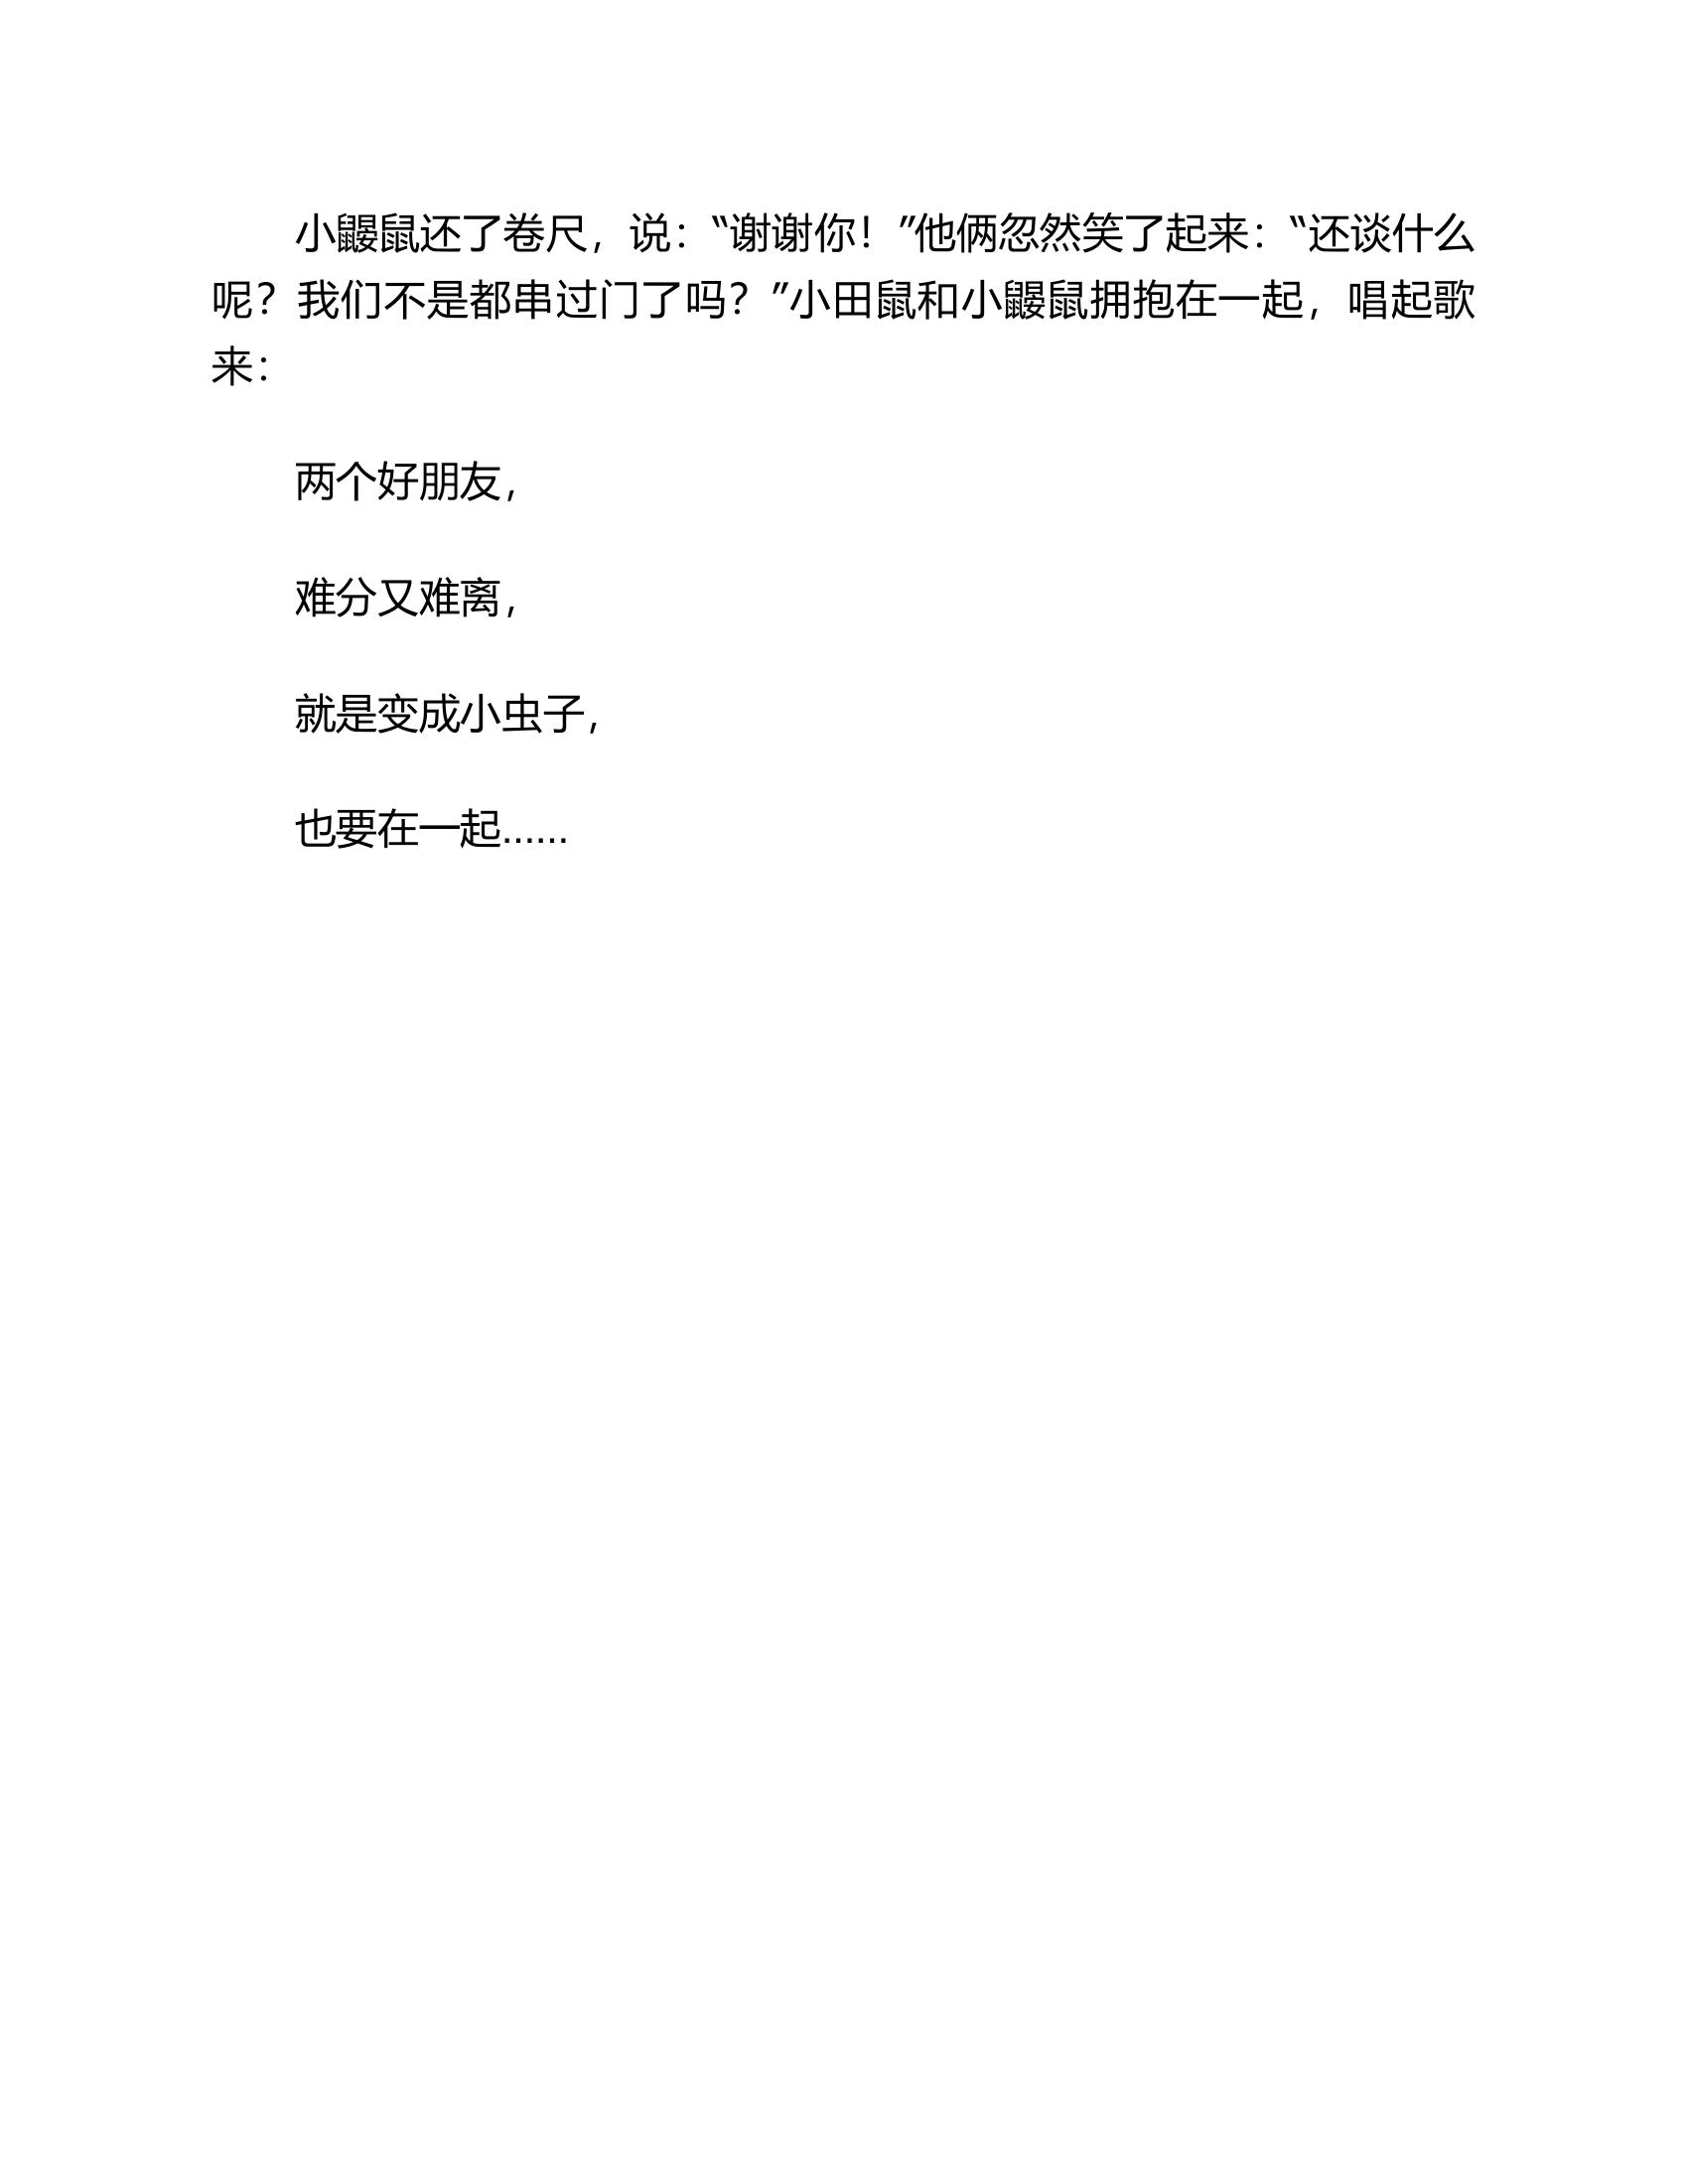 小鼹鼠还了卷尺，说：“谢谢你！”他俩忽然笑了起来：“还谈什么
呢？我们不是都串过门了吗？”小田鼠和小鼹鼠拥抱在一起，唱起歌
来：
两个好朋友，
难分又难离，
就是变成小虫子，
也要在一起……